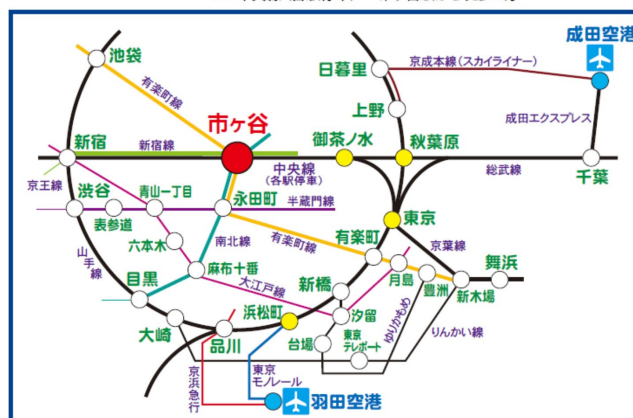 成田空港
池袋
日暮里
京成本線(スカイライナー)
有楽町線
上野
成田エクスプレス
市ヶ谷
新宿
新宿線
御茶ノ水
秋葉原
中央線
(各駅停車)
総武線
千葉
京王線
渋谷
青山一丁目
永田町
半蔵門線
表参道
東京
六本木
南北線
有楽町線
有楽町
京葉線
舞浜
山手線
麻布十番
新橋
月島
豊洲
新木場
目黒
大江戸線
浜松町
汐留
ゆりかもめ
りんかい線
大崎
品川
台場
東京
テレポート
京浜急行
東京
モノレール
羽田空港